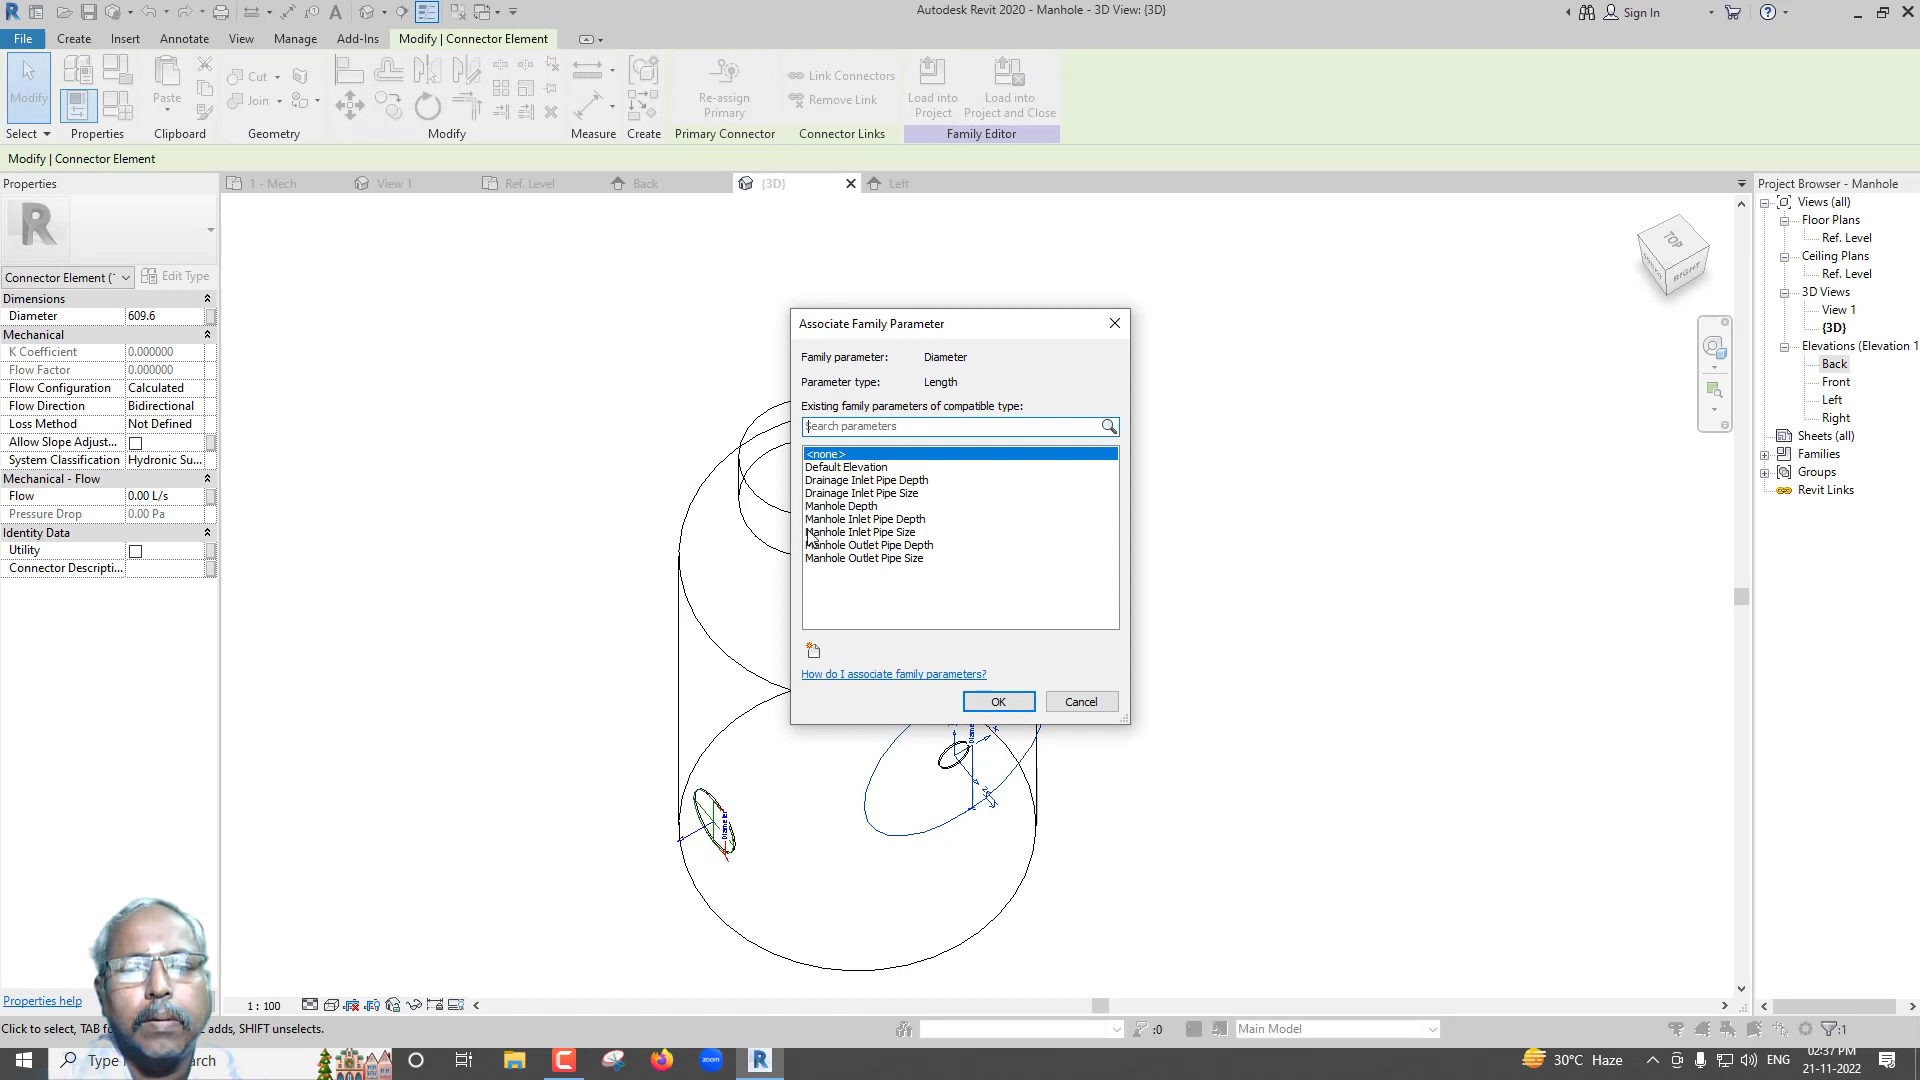 Autodesk Revit 2020 - Manhole - 3D View: {3D}
Sign In
File
Create
Insert
Annotate
View
Manage
Add-Ins
Modify | Connector Element
Modify
Select
Properties
Paste
Clipboard
Cut
Join
Geometry
Modify
Measure
Create
Re-assign
Primary
Primary Connector
Link Connectors
Remove Link
Connector Links
Load into
Project
Load into
Project and Close
Family Editor
Modify | Connector Element
Properties
1 - Mech
View 1
Ref. Level
Back
{3D}
Left
Project Browser - Manhole
Connector Element (
Edit Type
Dimensions
Diameter 609.6
Mechanical
K Coefficient 0.000000
Flow Factor 0.000000
Flow Configuration Calculated
Flow Direction Bidirectional
Loss Method Not Defined
Allow Slope Adjust...
System Classification Hydronic Su...
Mechanical - Flow
Flow 0.00 L/s
Pressure Drop 0.00 Pa
Identity Data
Utility
Connector Descripti...
Properties help
Associate Family Parameter
Family parameter: Diameter
Parameter type: Length
Existing family parameters of compatible type:
Search parameters
<none>
Default Elevation
Drainage Inlet Pipe Depth
Drainage Inlet Pipe Size
Manhole Depth
Manhole Inlet Pipe Depth
Manhole Inlet Pipe Size
Manhole Outlet Pipe Depth
Manhole Outlet Pipe Size
How do I associate family parameters?
OK
Cancel
Diameter
TOP
RIGHT
Views (all)
Floor Plans
Ref. Level
Ceiling Plans
Ref. Level
3D Views
View 1
{3D}
Elevations (Elevation 1
Back
Front
Left
Right
Sheets (all)
Families
Groups
Revit Links
1 : 100
Click to select, TAB fo
adds, SHIFT unselects.
:0
Main Model
:1
Type
arch
zoom
30°C Haze
ENG
02:37 PM
21-11-2022